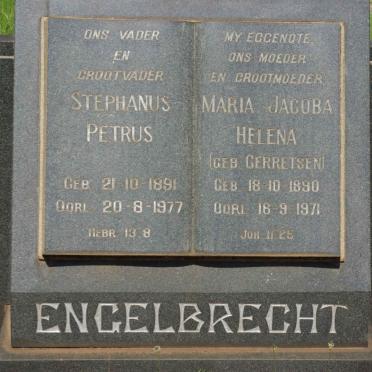 ONS VADER
EN
GROOTVADER
STEPHANUS
PETRUS
GEB. 21-10-1891
OORL. 20-8-1977
HEBR. 13:8
MY EGGENOTE,
ONS MOEDER
EN GROOTMOEDER
MARIA JACOBA
HELENA
(GEB GERRETSEN)
GEB. 18-10-1890
OORL. 16-9-1971
JOH. 11:25
ENGELBRECHT